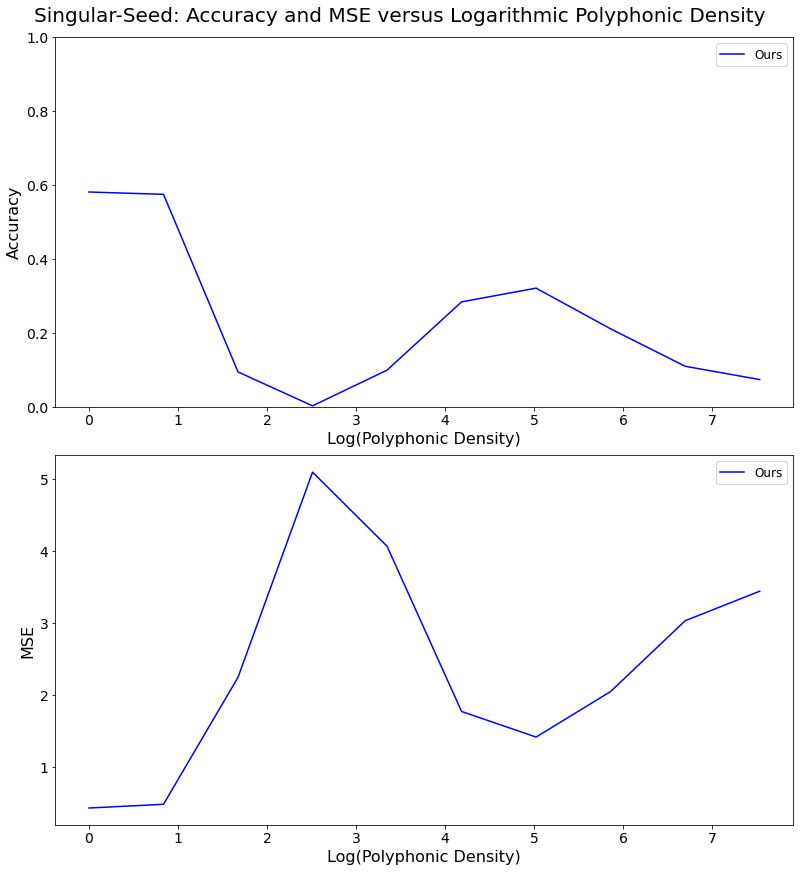 Singular-Seed: Accuracy and MSE versus Logarithmic Polyphonic Density
1.0
0.8
0.6
0.4
0.2
0.0
Accuracy
Ours
0 1 2 3 4 5 6 7
Log(Polyphonic Density)
5
4
3
2
1
MSE
Ours
0 1 2 3 4 5 6 7
Log(Polyphonic Density)